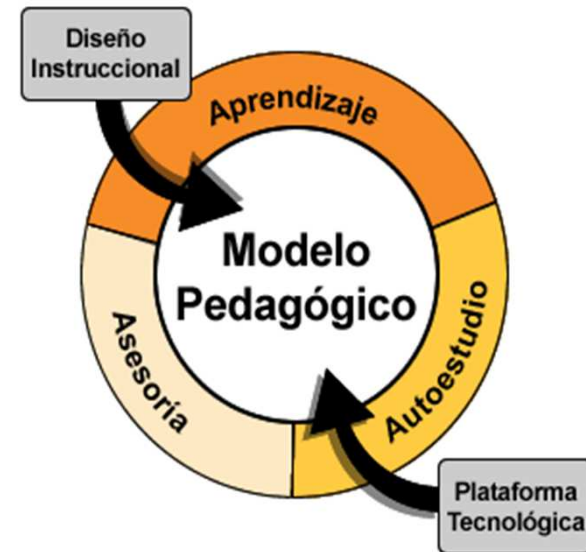 Diseño
Instruccional
Aprendizaje
Modelo
Pedagógico
Asesoría
Autoestudio
Plataforma
Tecnológica